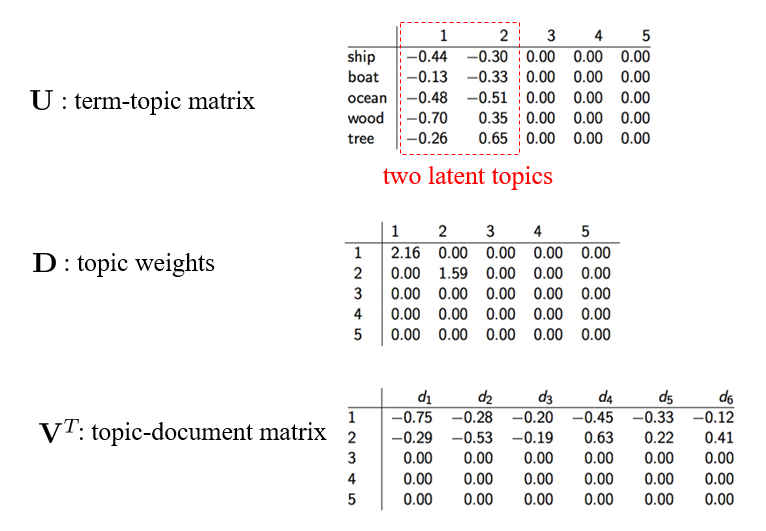 1 2 3 4 5
ship −0.44 −0.30 0.00 0.00 0.00
boat −0.13 −0.33 0.00 0.00 0.00
U : term-topic matrix
ocean −0.48 −0.51 0.00 0.00 0.00
wood −0.70 0.35 0.00 0.00 0.00
tree −0.26 0.65 0.00 0.00 0.00
two latent topics
1 2 3 4 5
1 2.16 0.00 0.00 0.00 0.00
D : topic weights
2 0.00 1.59 0.00 0.00 0.00
3 0.00 0.00 0.00 0.00 0.00
4 0.00 0.00 0.00 0.00 0.00
5 0.00 0.00 0.00 0.00 0.00
d₁ d₂ d₃ d₄ d₅ d₆
1 −0.75 −0.28 −0.20 −0.45 −0.33 −0.12
Vᵀ: topic-document matrix
2 −0.29 −0.53 −0.19 0.63 0.22 0.41
3 0.00 0.00 0.00 0.00 0.00 0.00
4 0.00 0.00 0.00 0.00 0.00 0.00
5 0.00 0.00 0.00 0.00 0.00 0.00